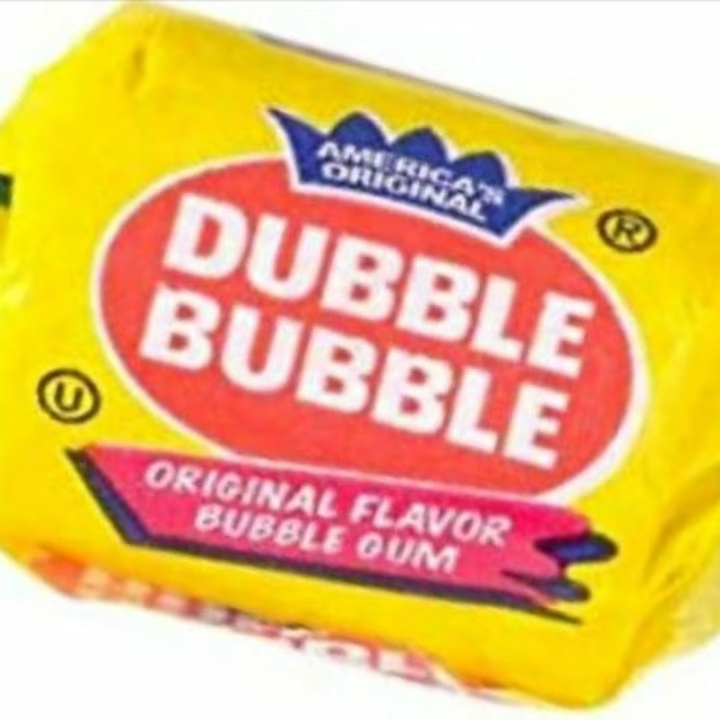 AMERICA'S
ORIGINAL
®
DUBBLE
BUBBLE
U
ORIGINAL FLAVOR
BUBBLE GUM